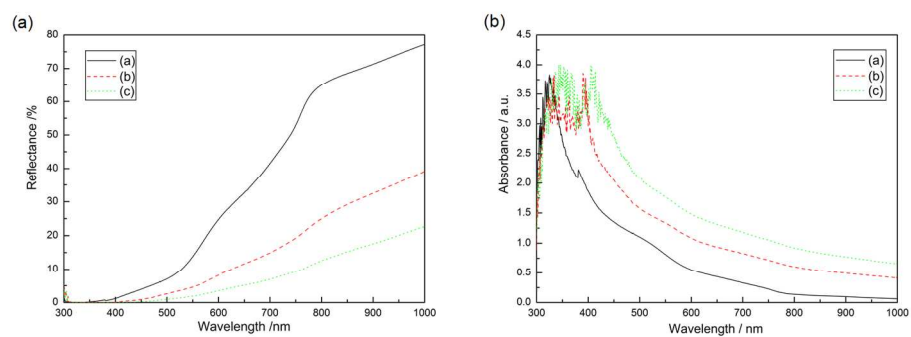 (a)
80
70
60
50
40
30
20
10
0
300 400 500 600 700 800 900 1000
Reflectance /%
Wavelength /nm
(a)
(b)
(c)
(b)
4.5
4.0
3.5
3.0
2.5
2.0
1.5
1.0
0.5
0.0
300 400 500 600 700 800 900 1000
Absorbance / a.u.
Wavelength / nm
(a)
(b)
(c)